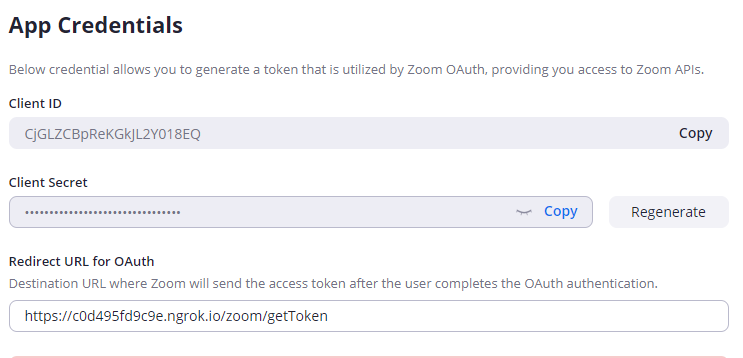 App Credentials
Below credential allows you to generate a token that is utilized by Zoom OAuth, providing you access to Zoom APIs.
Client ID
CjGLZCBpReKGkJL2Y018EQ
Copy
Client Secret
••••••••••••••••••••••••••••••••
Copy
Regenerate
Redirect URL for OAuth
Destination URL where Zoom will send the access token after the user completes the OAuth authentication.
https://c0d495fd9c9e.ngrok.io/zoom/getToken